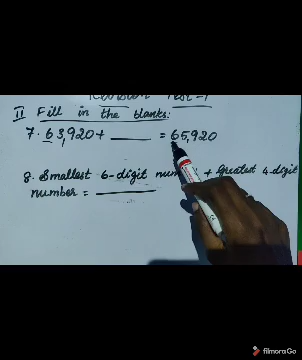 Revision Test-1
II Fill in the blanks:
7. 63,920 + ____ = 65,920
8. Smallest 6-digit + Greatest 4-digit
number = ____
filmora Go